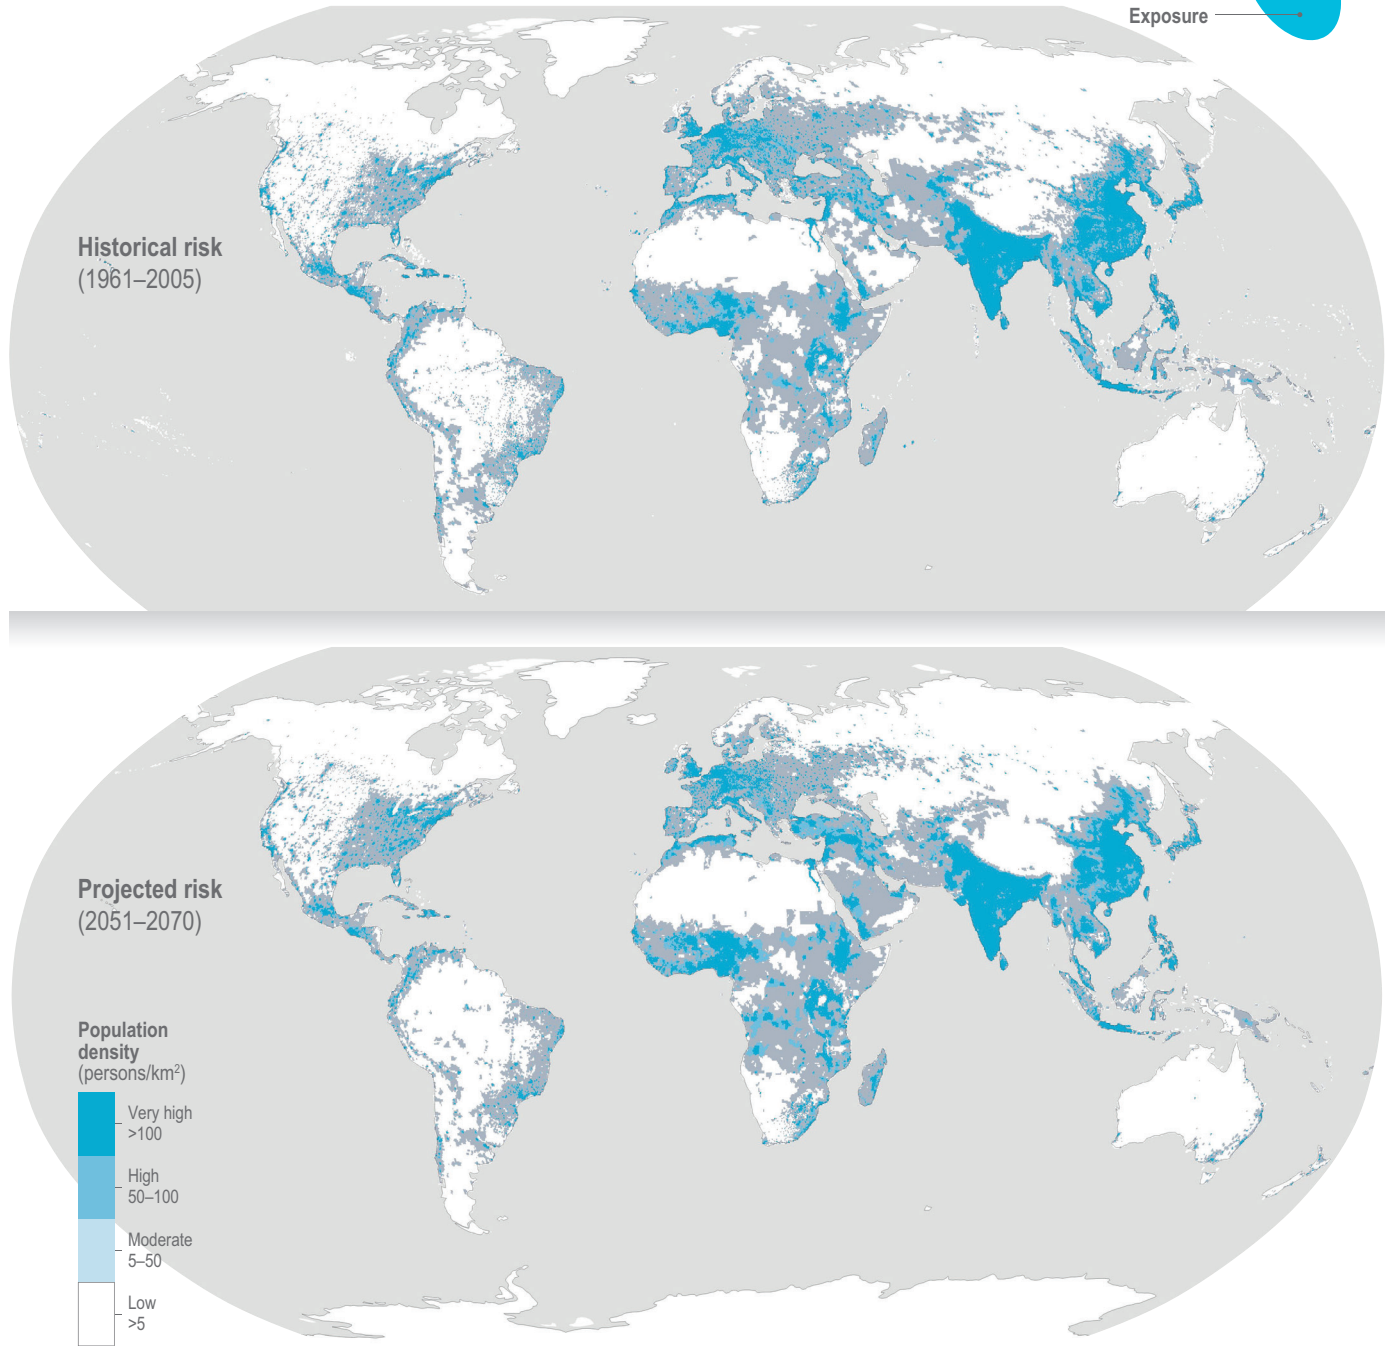 Exposure
Historical risk
(1961–2005)
Projected risk
(2051–2070)
Population
density
(persons/km²)
Very high
>100
High
50–100
Moderate
5–50
Low
>5